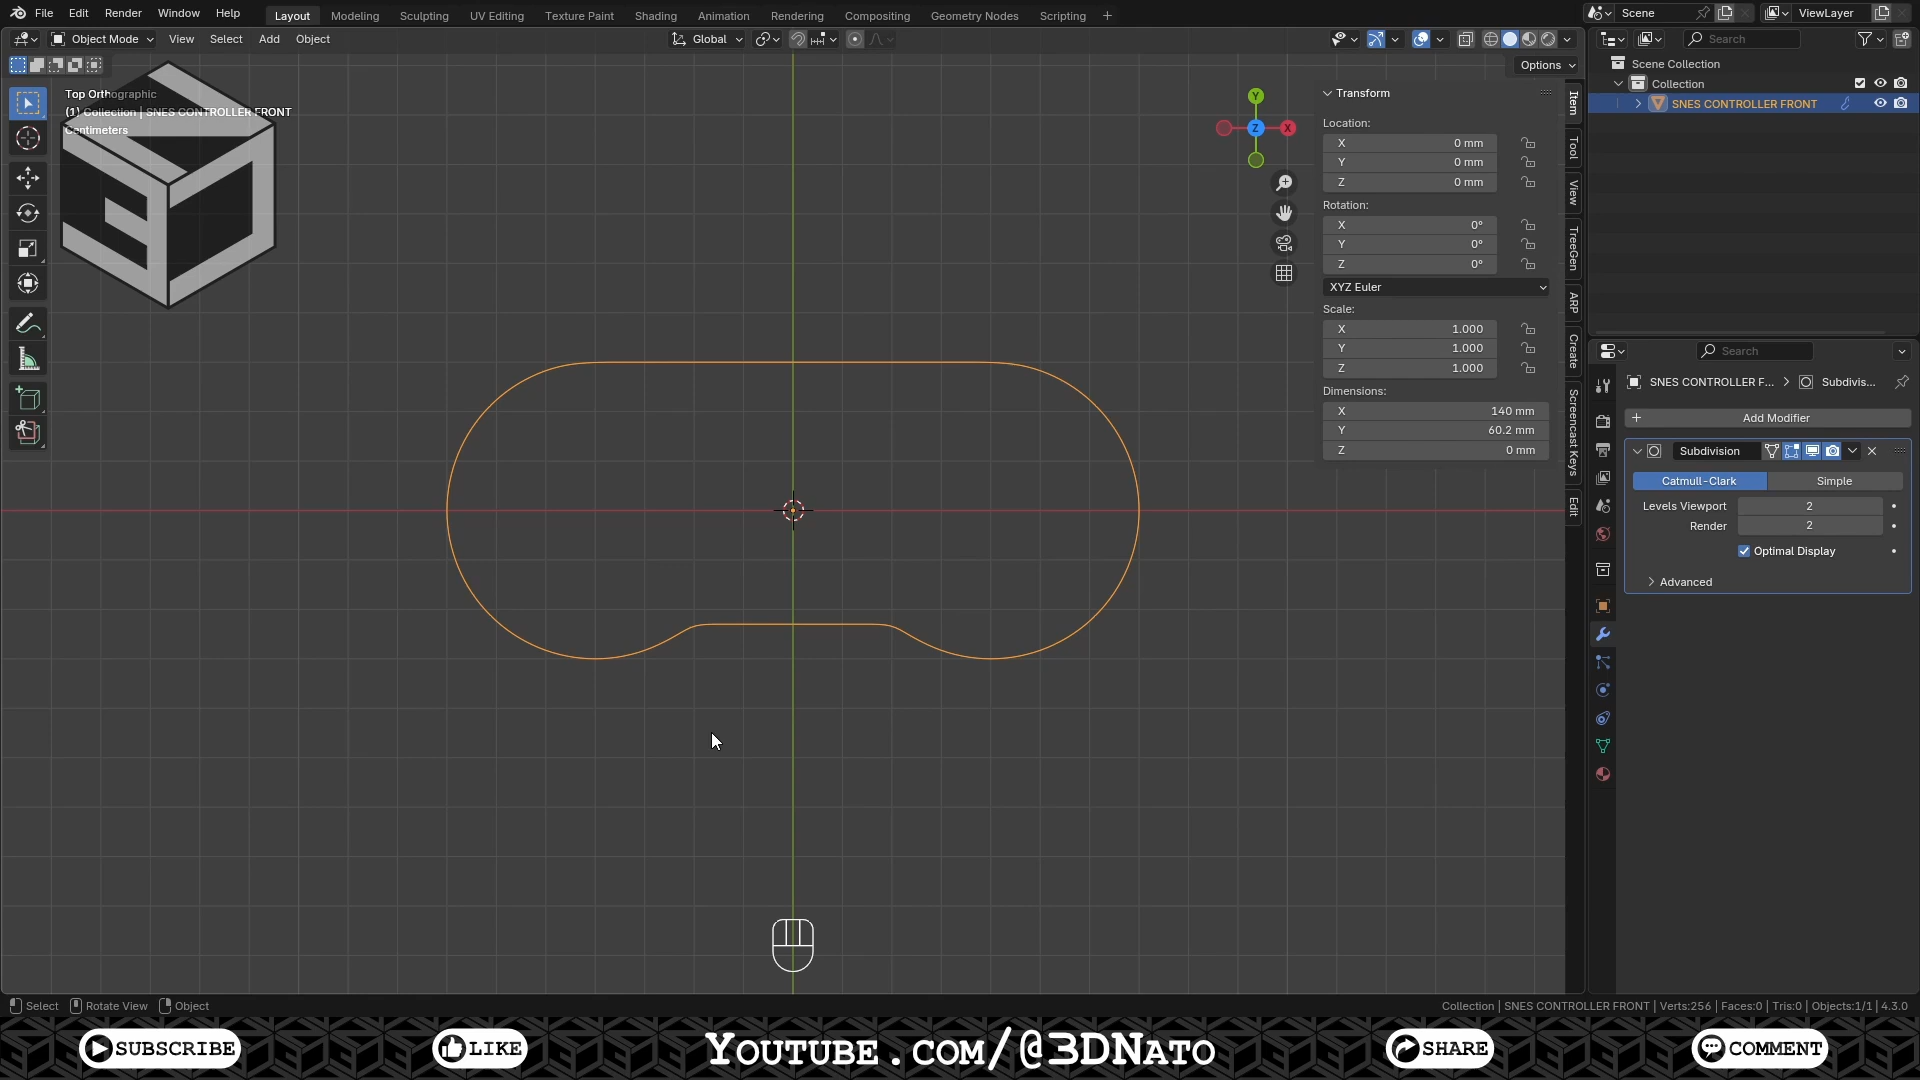 File Edit Render Window Help Layout Modeling Sculpting UV Editing Texture Paint Shading Animation Rendering Compositing Geometry Nodes Scripting + Scene ViewLayer
Object Mode View Select Add Object Global Search
Options
Top Orthographic
(1) Collection | SNES CONTROLLER FRONT
Centimeters
Y
Z
X
Transform
Location:
X 0 mm
Y 0 mm
Z 0 mm
Rotation:
X 0°
Y 0°
Z 0°
XYZ Euler
Scale:
X 1.000
Y 1.000
Z 1.000
Dimensions:
X 140 mm
Y 60.2 mm
Z 0 mm
Item
Tool
View
TreeGen
ARP
Create
Screencast Keys
Edit
Scene Collection
Collection
SNES CONTROLLER FRONT
Search
SNES CONTROLLER F... Subdivis...
+ Add Modifier
Subdivision
Catmull-Clark Simple
Levels Viewport 2
Render 2
Optimal Display
Advanced
Select Rotate View Object Collection | SNES CONTROLLER FRONT | Verts:256 | Faces:0 | Tris:0 | Objects:1/1 | 4.3.0
SUBSCRIBE LIKE YOUTUBE.COM/@3DNATO SHARE COMMENT